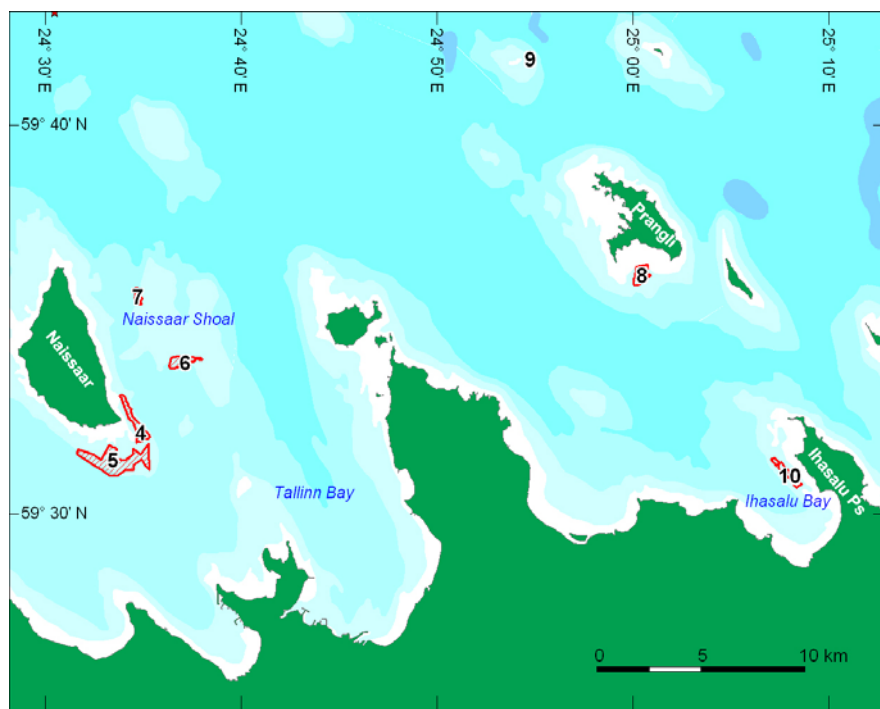 24° 30' E
24° 40' E
24° 50' E
25° 00' E
25° 10' E
9
59° 40' N
Prangli
8
7
Naissaar Shoal
Naissaar
6
4
5
10
Ihasalu Ps
Tallinn Bay
Ihasalu Bay
59° 30' N
0 5 10 km